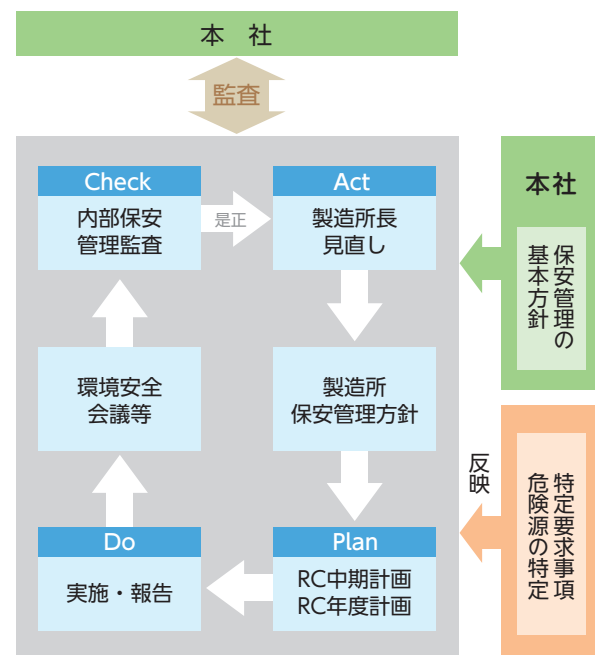 本 社
監査
Check
内部保安
管理監査
是正
Act
製造所長
見直し
環境安全
会議等
製造所
保安管理方針
Do
実施・報告
Plan
RC中期計画
RC年度計画
本社
保安管理の
基本方針
反映
特定要求事項
危険源の特定